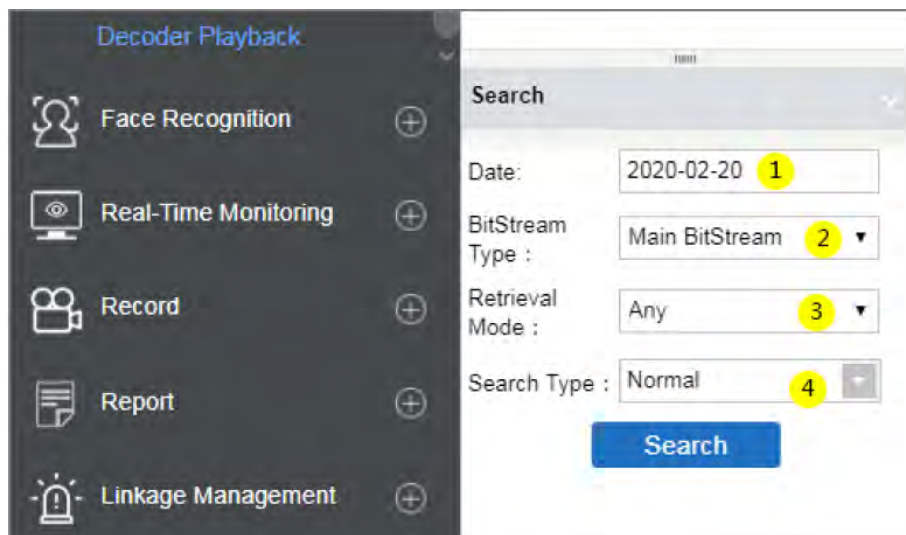 Decoder Playback
Face Recognition
Real-Time Monitoring
Record
Report
Linkage Management
Search
Date:
2020-02-20
1
BitStream
Type :
Main BitStream
2
Retrieval
Mode :
Any
3
Search Type :
Normal
4
Search